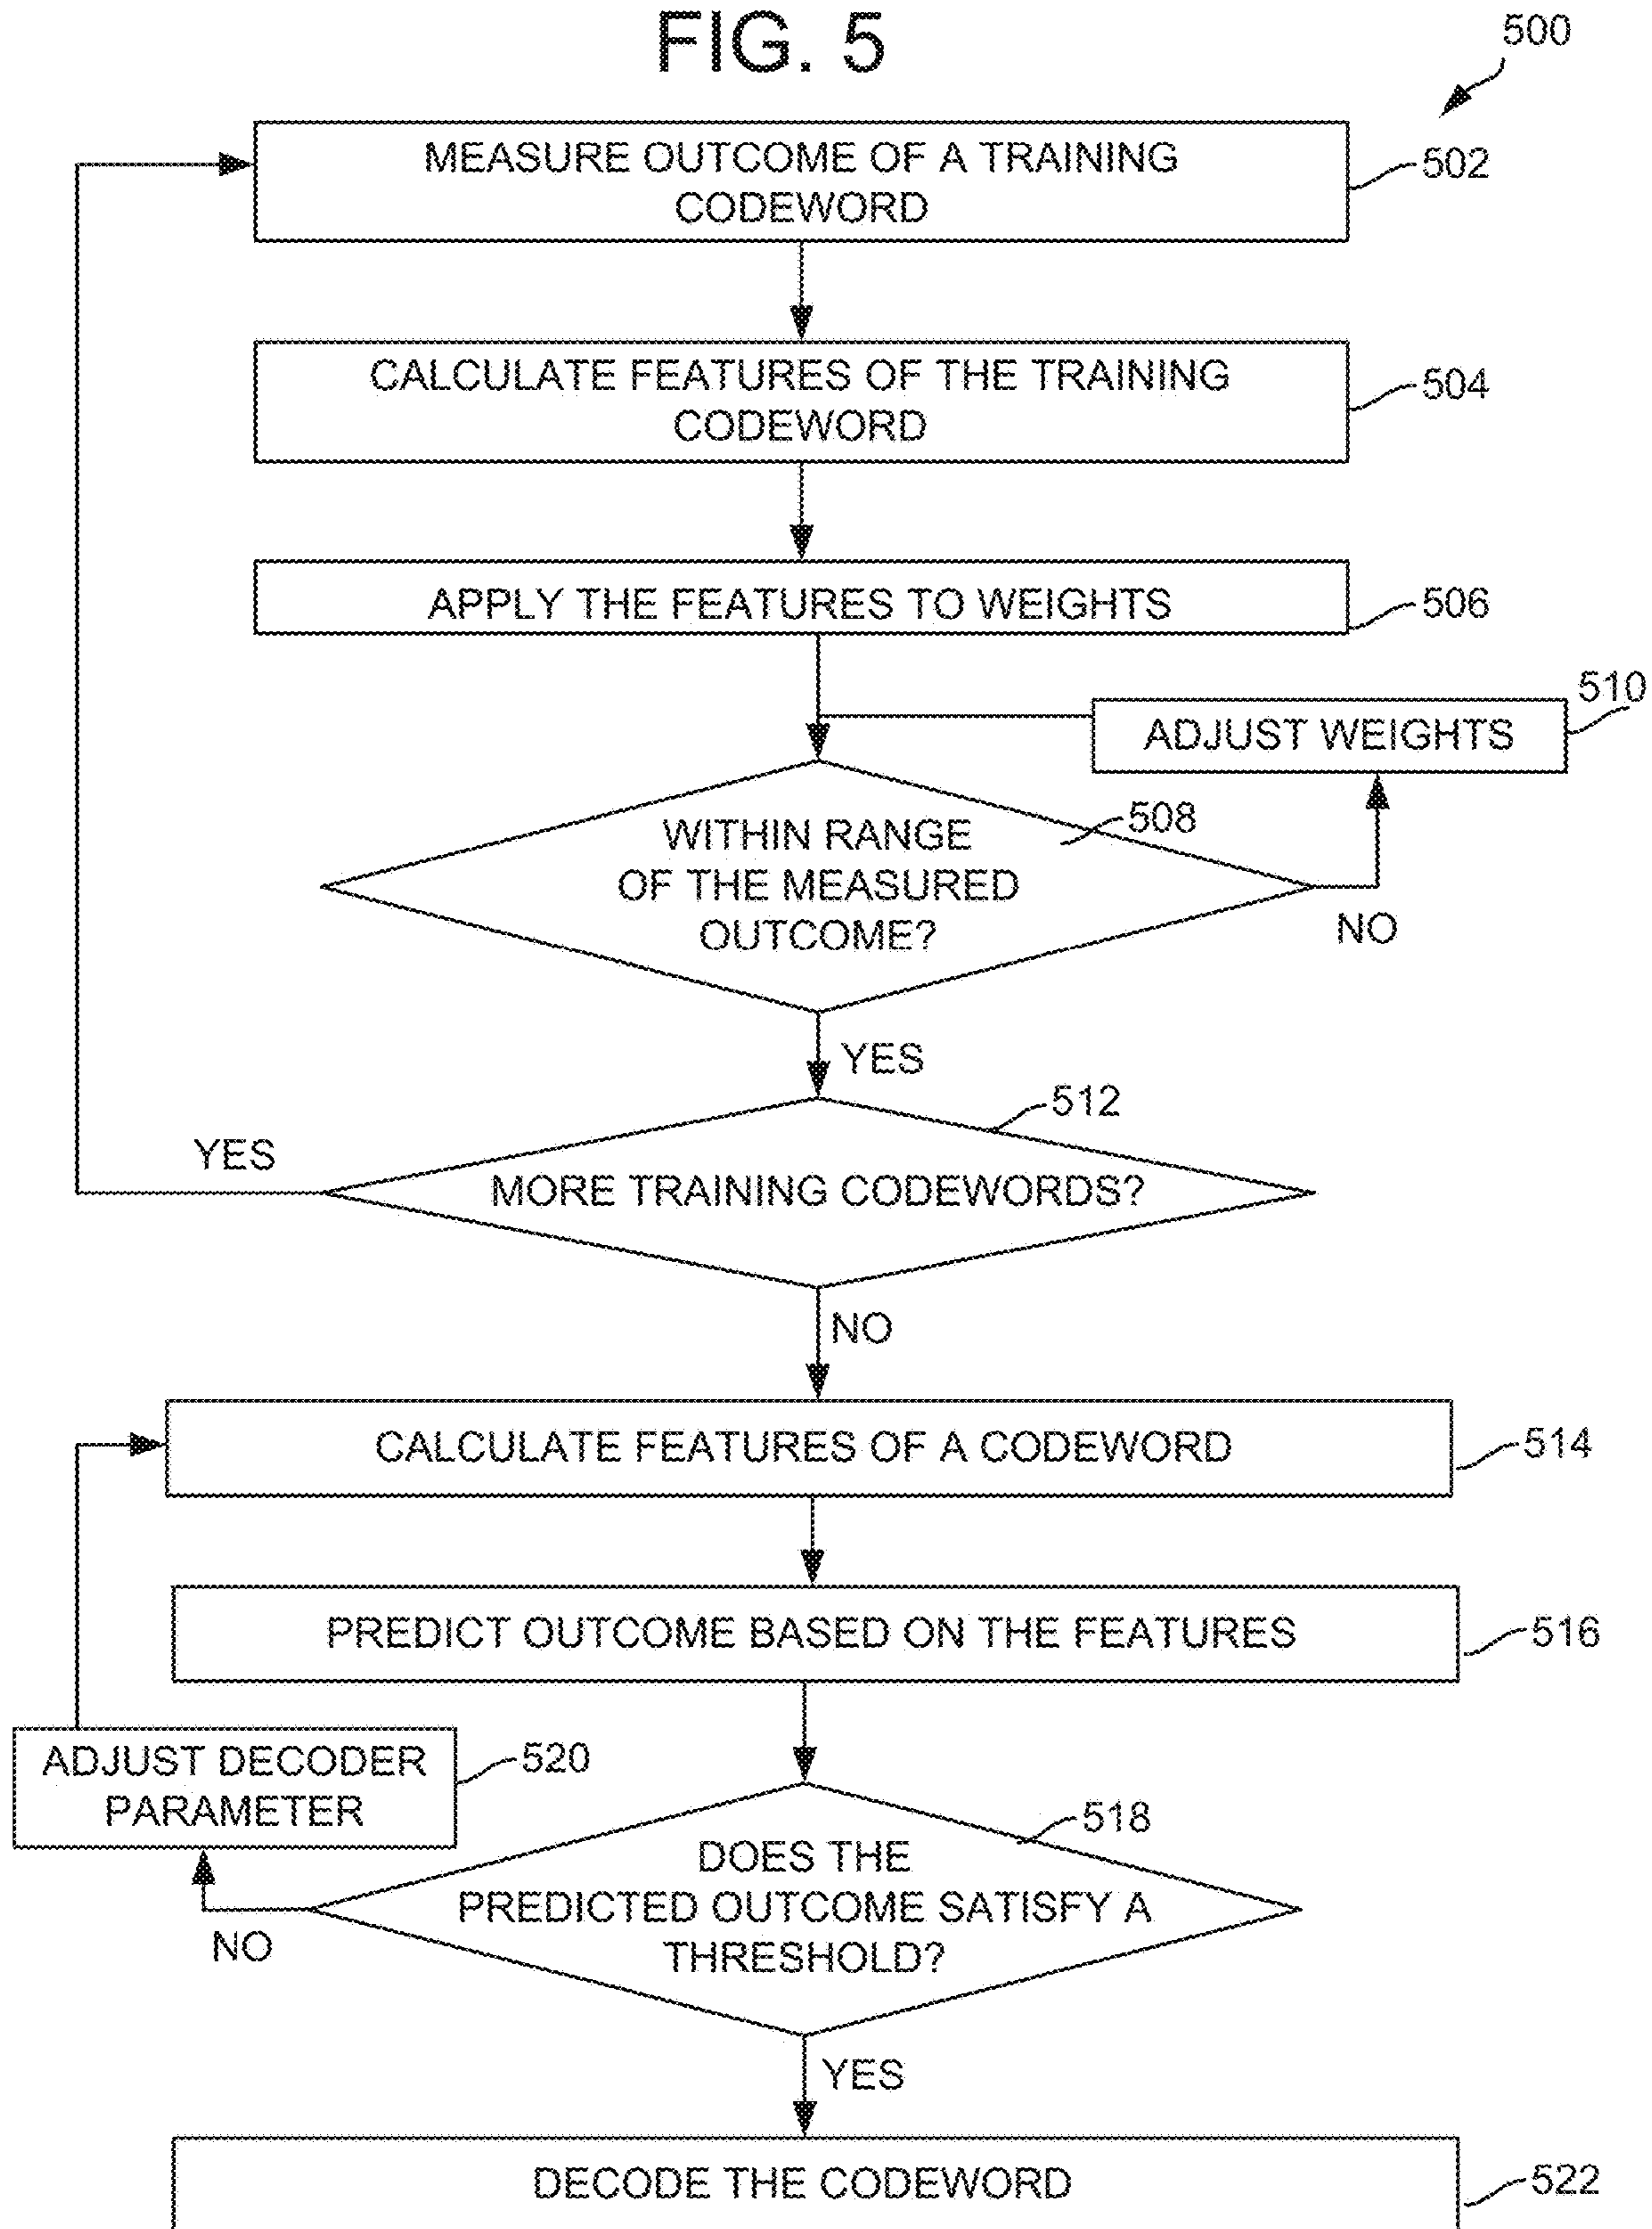 FIG. 5
500
MEASURE OUTCOME OF A TRAINING
CODEWORD
502
CALCULATE FEATURES OF THE TRAINING
CODEWORD
504
APPLY THE FEATURES TO WEIGHTS
506
510
ADJUST WEIGHTS
508
WITHIN RANGE
OF THE MEASURED
OUTCOME?
NO
YES
512
YES
MORE TRAINING CODEWORDS?
NO
CALCULATE FEATURES OF A CODEWORD
514
PREDICT OUTCOME BASED ON THE FEATURES
516
ADJUST DECODER
PARAMETER
520
518
DOES THE
PREDICTED OUTCOME SATISFY A
THRESHOLD?
NO
YES
DECODE THE CODEWORD
522